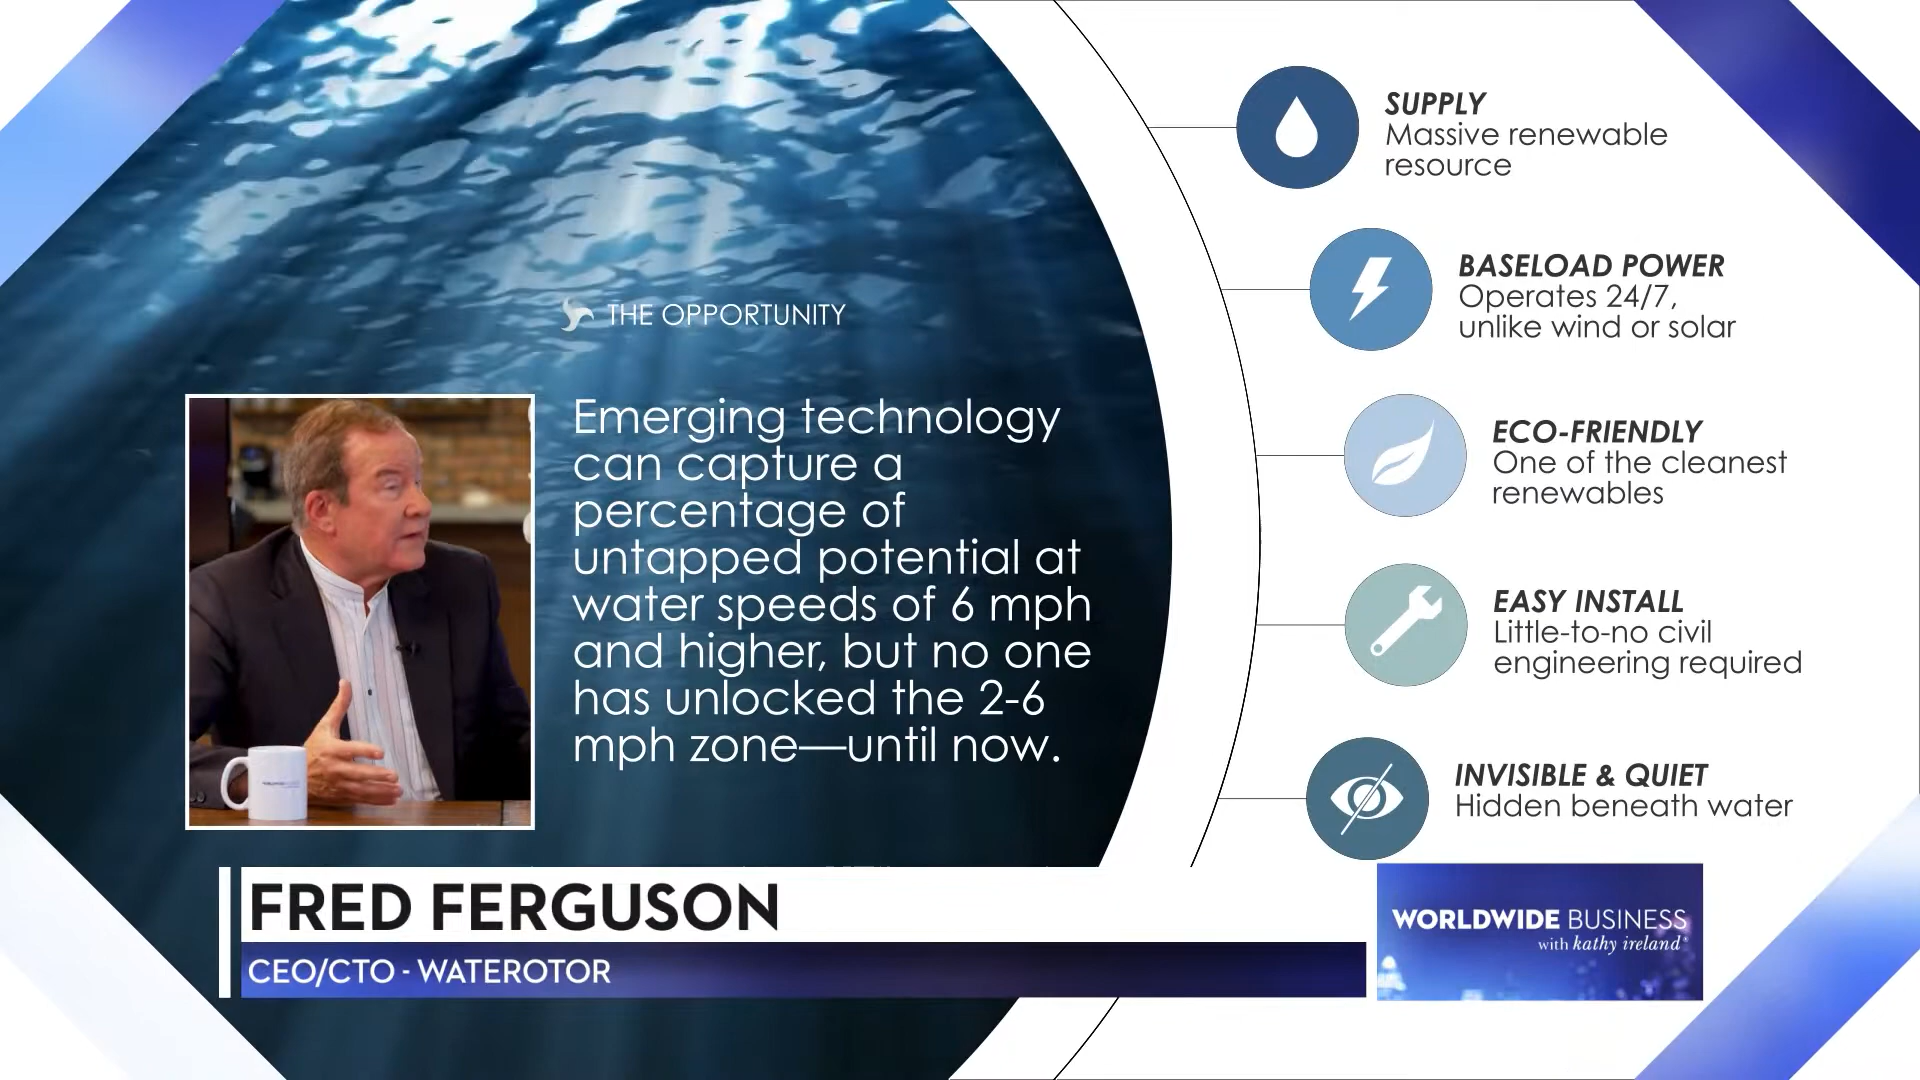 THE OPPORTUNITY
Emerging technology
can capture a
percentage of
untapped potential at
water speeds of 6 mph
and higher, but no one
has unlocked the 2-6
mph zone—until now.
SUPPLY
Massive renewable
resource
BASELOAD POWER
Operates 24/7,
unlike wind or solar
ECO-FRIENDLY
One of the cleanest
renewables
EASY INSTALL
Little-to-no civil
engineering required
INVISIBLE & QUIET
Hidden beneath water
FRED FERGUSON
CEO/CTO - WATEROTOR
WORLDWIDE BUSINESS
with kathy ireland®